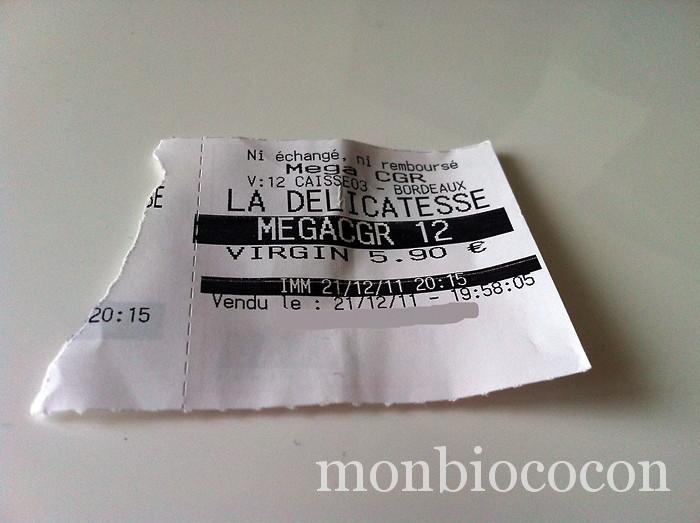 Ni échangé, ni remboursé
Mega CGR
V:12 CAISSE03 - BORDEAUX
LA DELICATESSE
MEGACGR 12
VIRGIN 5.90 €
IMM 21/12/11 20:15
Vendu le : 21/12/11 - 19:58:05
SE
20:15
monbiococon